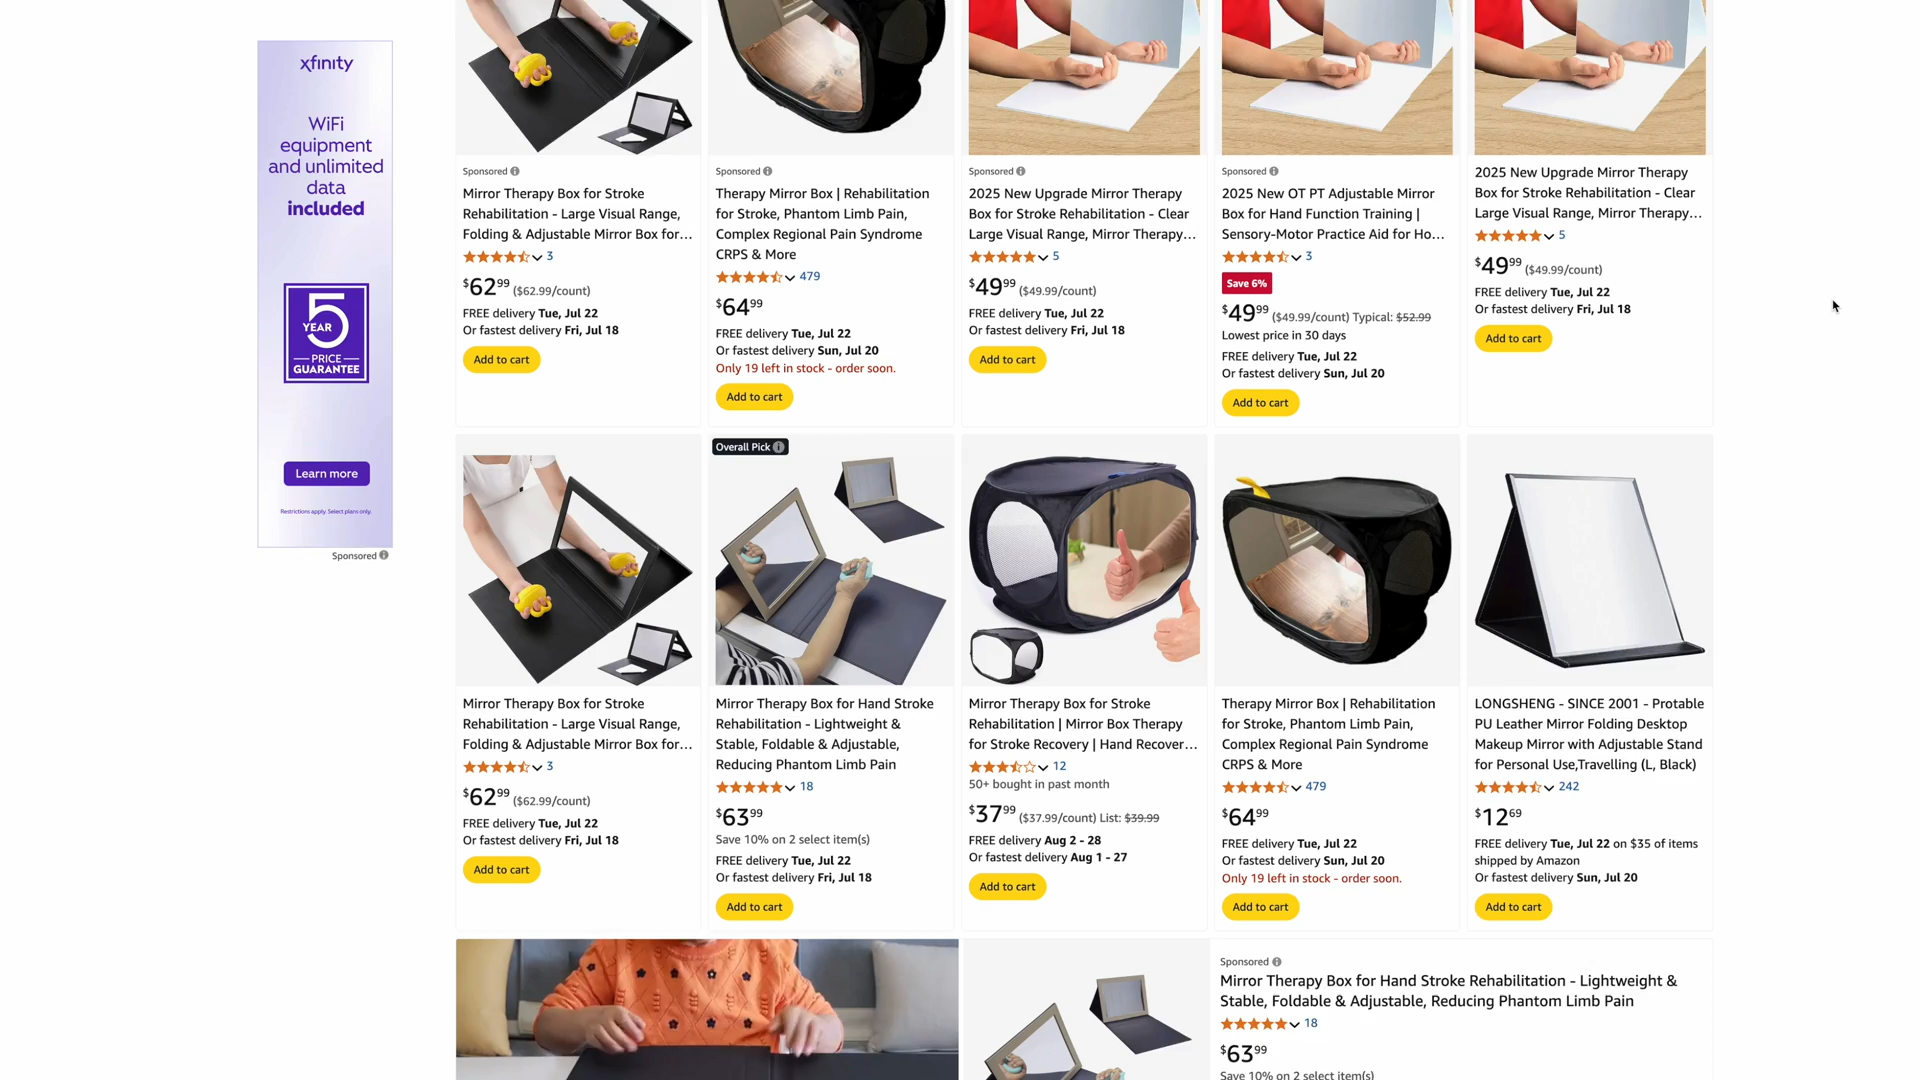 xfinity
WiFi
equipment
and unlimited
data
included
5
YEAR
PRICE
GUARANTEE
Learn more
Restrictions apply. Select plans only.
Sponsored
Sponsored
Mirror Therapy Box for Stroke
Rehabilitation - Large Visual Range,
Folding & Adjustable Mirror Box for...
3
$62.99 ($62.99/count)
FREE delivery Tue, Jul 22
Or fastest delivery Fri, Jul 18
Add to cart
Sponsored
Therapy Mirror Box | Rehabilitation
for Stroke, Phantom Limb Pain,
Complex Regional Pain Syndrome
CRPS & More
479
$64.99
FREE delivery Tue, Jul 22
Or fastest delivery Sun, Jul 20
Only 19 left in stock - order soon.
Add to cart
Sponsored
2025 New Upgrade Mirror Therapy
Box for Stroke Rehabilitation - Clear
Large Visual Range, Mirror Therapy...
5
$49.99 ($49.99/count)
FREE delivery Tue, Jul 22
Or fastest delivery Fri, Jul 18
Add to cart
Sponsored
2025 New OT PT Adjustable Mirror
Box for Hand Function Training |
Sensory-Motor Practice Aid for Ho...
3
Save 6%
$49.99 ($49.99/count) Typical: $52.99
Lowest price in 30 days
FREE delivery Tue, Jul 22
Or fastest delivery Sun, Jul 20
Add to cart
2025 New Upgrade Mirror Therapy
Box for Stroke Rehabilitation - Clear
Large Visual Range, Mirror Therapy...
5
$49.99 ($49.99/count)
FREE delivery Tue, Jul 22
Or fastest delivery Fri, Jul 18
Add to cart
Mirror Therapy Box for Stroke
Rehabilitation - Large Visual Range,
Folding & Adjustable Mirror Box for...
3
$62.99 ($62.99/count)
FREE delivery Tue, Jul 22
Or fastest delivery Fri, Jul 18
Add to cart
Overall Pick
Mirror Therapy Box for Hand Stroke
Rehabilitation - Lightweight &
Stable, Foldable & Adjustable,
Reducing Phantom Limb Pain
18
$63.99
Save 10% on 2 select item(s)
FREE delivery Tue, Jul 22
Or fastest delivery Fri, Jul 18
Add to cart
Mirror Therapy Box for Stroke
Rehabilitation | Mirror Box Therapy
for Stroke Recovery | Hand Recover...
12
50+ bought in past month
$37.99 ($37.99/count) List: $39.99
FREE delivery Aug 2 - 28
Or fastest delivery Aug 1 - 27
Add to cart
Therapy Mirror Box | Rehabilitation
for Stroke, Phantom Limb Pain,
Complex Regional Pain Syndrome
CRPS & More
479
$64.99
FREE delivery Tue, Jul 22
Or fastest delivery Sun, Jul 20
Only 19 left in stock - order soon.
Add to cart
LONGSHENG - SINCE 2001 - Protable
PU Leather Mirror Folding Desktop
Makeup Mirror with Adjustable Stand
for Personal Use,Travelling (L, Black)
242
$12.69
FREE delivery Tue, Jul 22 on $35 of items
shipped by Amazon
Or fastest delivery Sun, Jul 20
Add to cart
Sponsored
Mirror Therapy Box for Hand Stroke Rehabilitation - Lightweight &
Stable, Foldable & Adjustable, Reducing Phantom Limb Pain
18
$63.99
Save 10% on 2 select item(s)